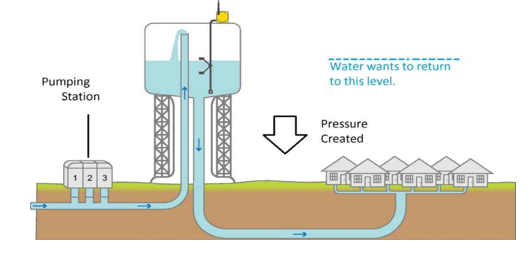 Water wants to return
to this level.
Pumping
Station
Pressure
Created
1 2 3